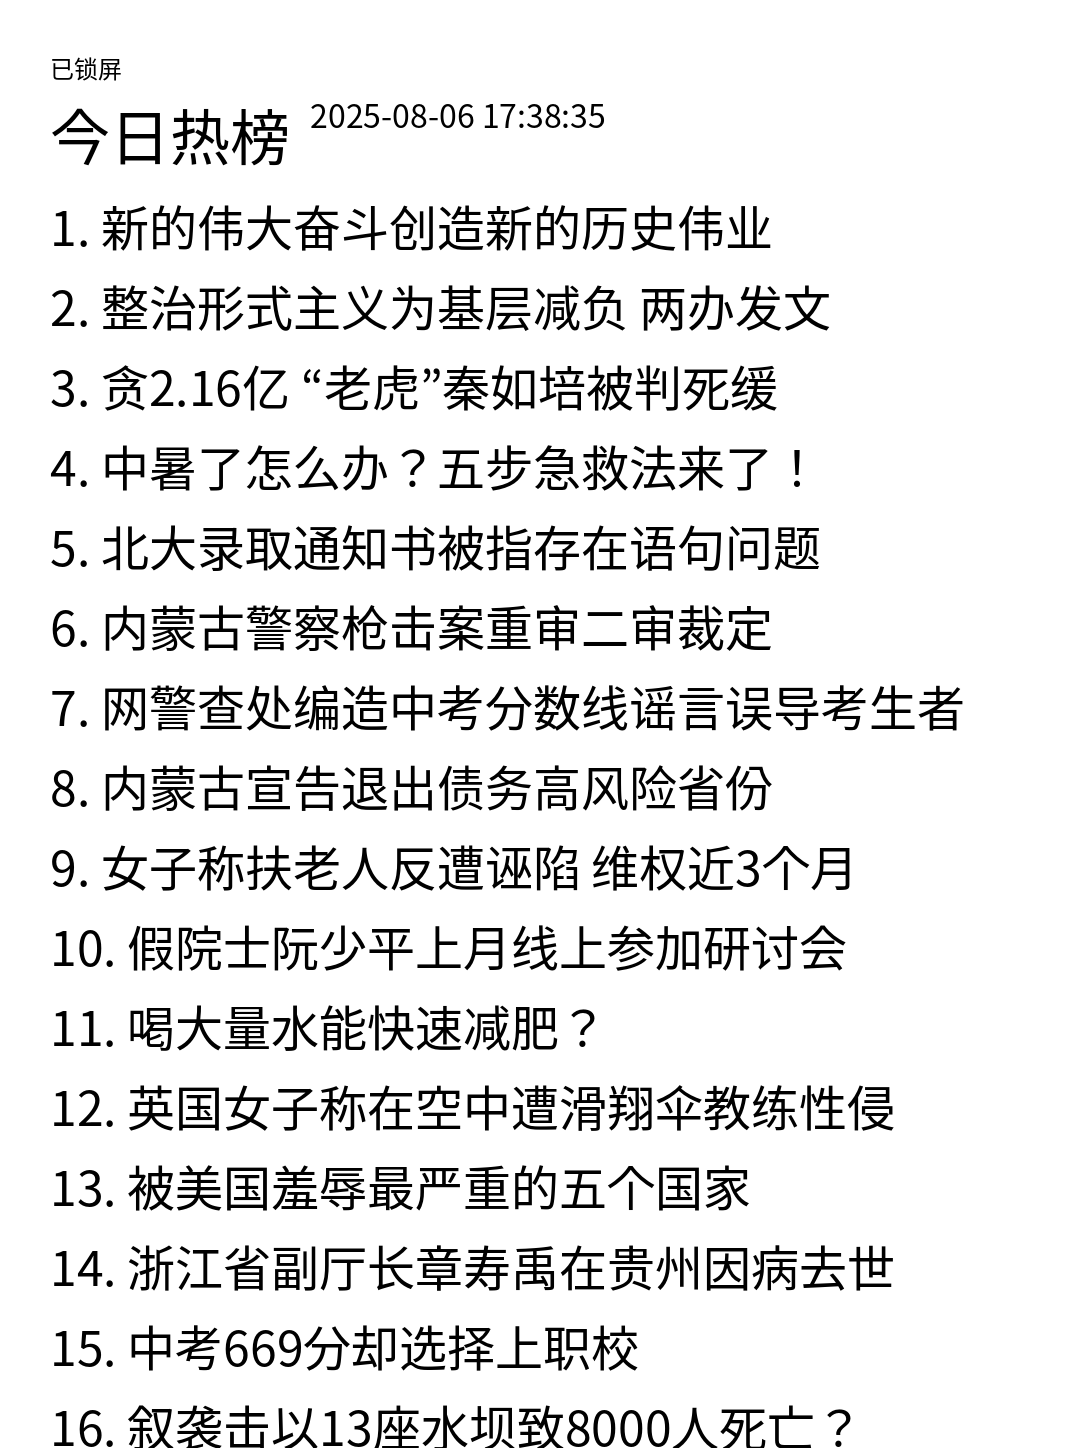 已锁屏
今日热榜 2025-08-06 17:38:35
1. 新的伟大奋斗创造新的历史伟业
2. 整治形式主义为基层减负 两办发文
3. 贪2.16亿 “老虎”秦如培被判死缓
4. 中暑了怎么办？五步急救法来了！
5. 北大录取通知书被指存在语句问题
6. 内蒙古警察枪击案重审二审裁定
7. 网警查处编造中考分数线谣言误导考生者
8. 内蒙古宣告退出债务高风险省份
9. 女子称扶老人反遭诬陷 维权近3个月
10. 假院士阮少平上月线上参加研讨会
11. 喝大量水能快速减肥？
12. 英国女子称在空中遭滑翔伞教练性侵
13. 被美国羞辱最严重的五个国家
14. 浙江省副厅长章寿禹在贵州因病去世
15. 中考669分却选择上职校
16. 叙袭击以13座水坝致8000人死亡？